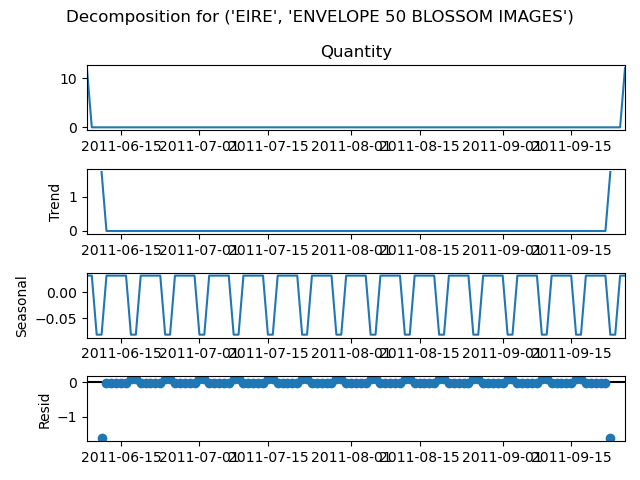 Decomposition for ('EIRE', 'ENVELOPE 50 BLOSSOM IMAGES')
Quantity
10
0
2011-06-15 2011-07-01 2011-07-15 2011-08-01 2011-08-15 2011-09-01 2011-09-15
Trend
1
0
2011-06-15 2011-07-01 2011-07-15 2011-08-01 2011-08-15 2011-09-01 2011-09-15
Seasonal
0.00
−0.05
2011-06-15 2011-07-01 2011-07-15 2011-08-01 2011-08-15 2011-09-01 2011-09-15
Resid
0
−1
2011-06-15 2011-07-01 2011-07-15 2011-08-01 2011-08-15 2011-09-01 2011-09-15